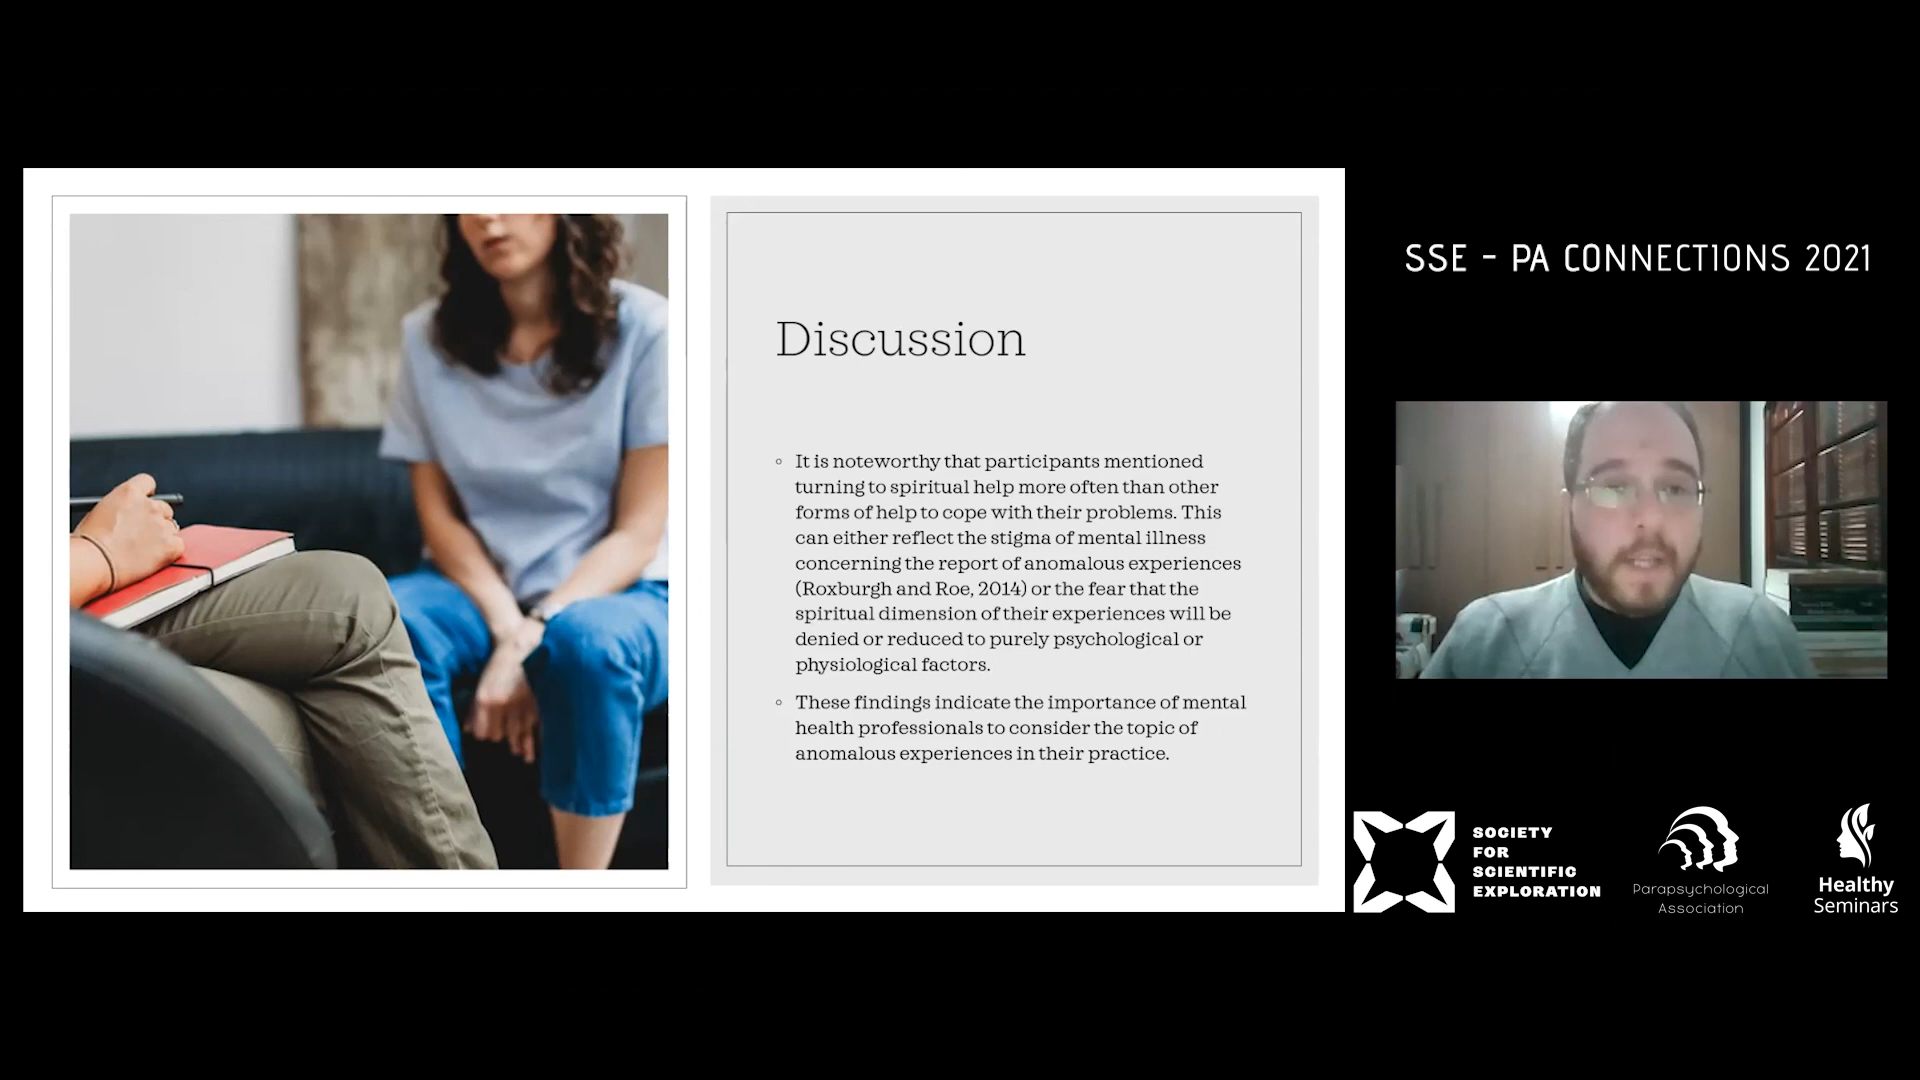 Discussion
It is noteworthy that participants mentioned
turning to spiritual help more often than other
forms of help to cope with their problems. This
can either reflect the stigma of mental illness
concerning the report of anomalous experiences
(Roxburgh and Roe, 2014) or the fear that the
spiritual dimension of their experiences will be
denied or reduced to purely psychological or
physiological factors.
These findings indicate the importance of mental
health professionals to consider the topic of
anomalous experiences in their practice.
SSE - PA CONNECTIONS 2021
SOCIETY
FOR
SCIENTIFIC
EXPLORATION
Parapsychological
Association
Healthy
Seminars